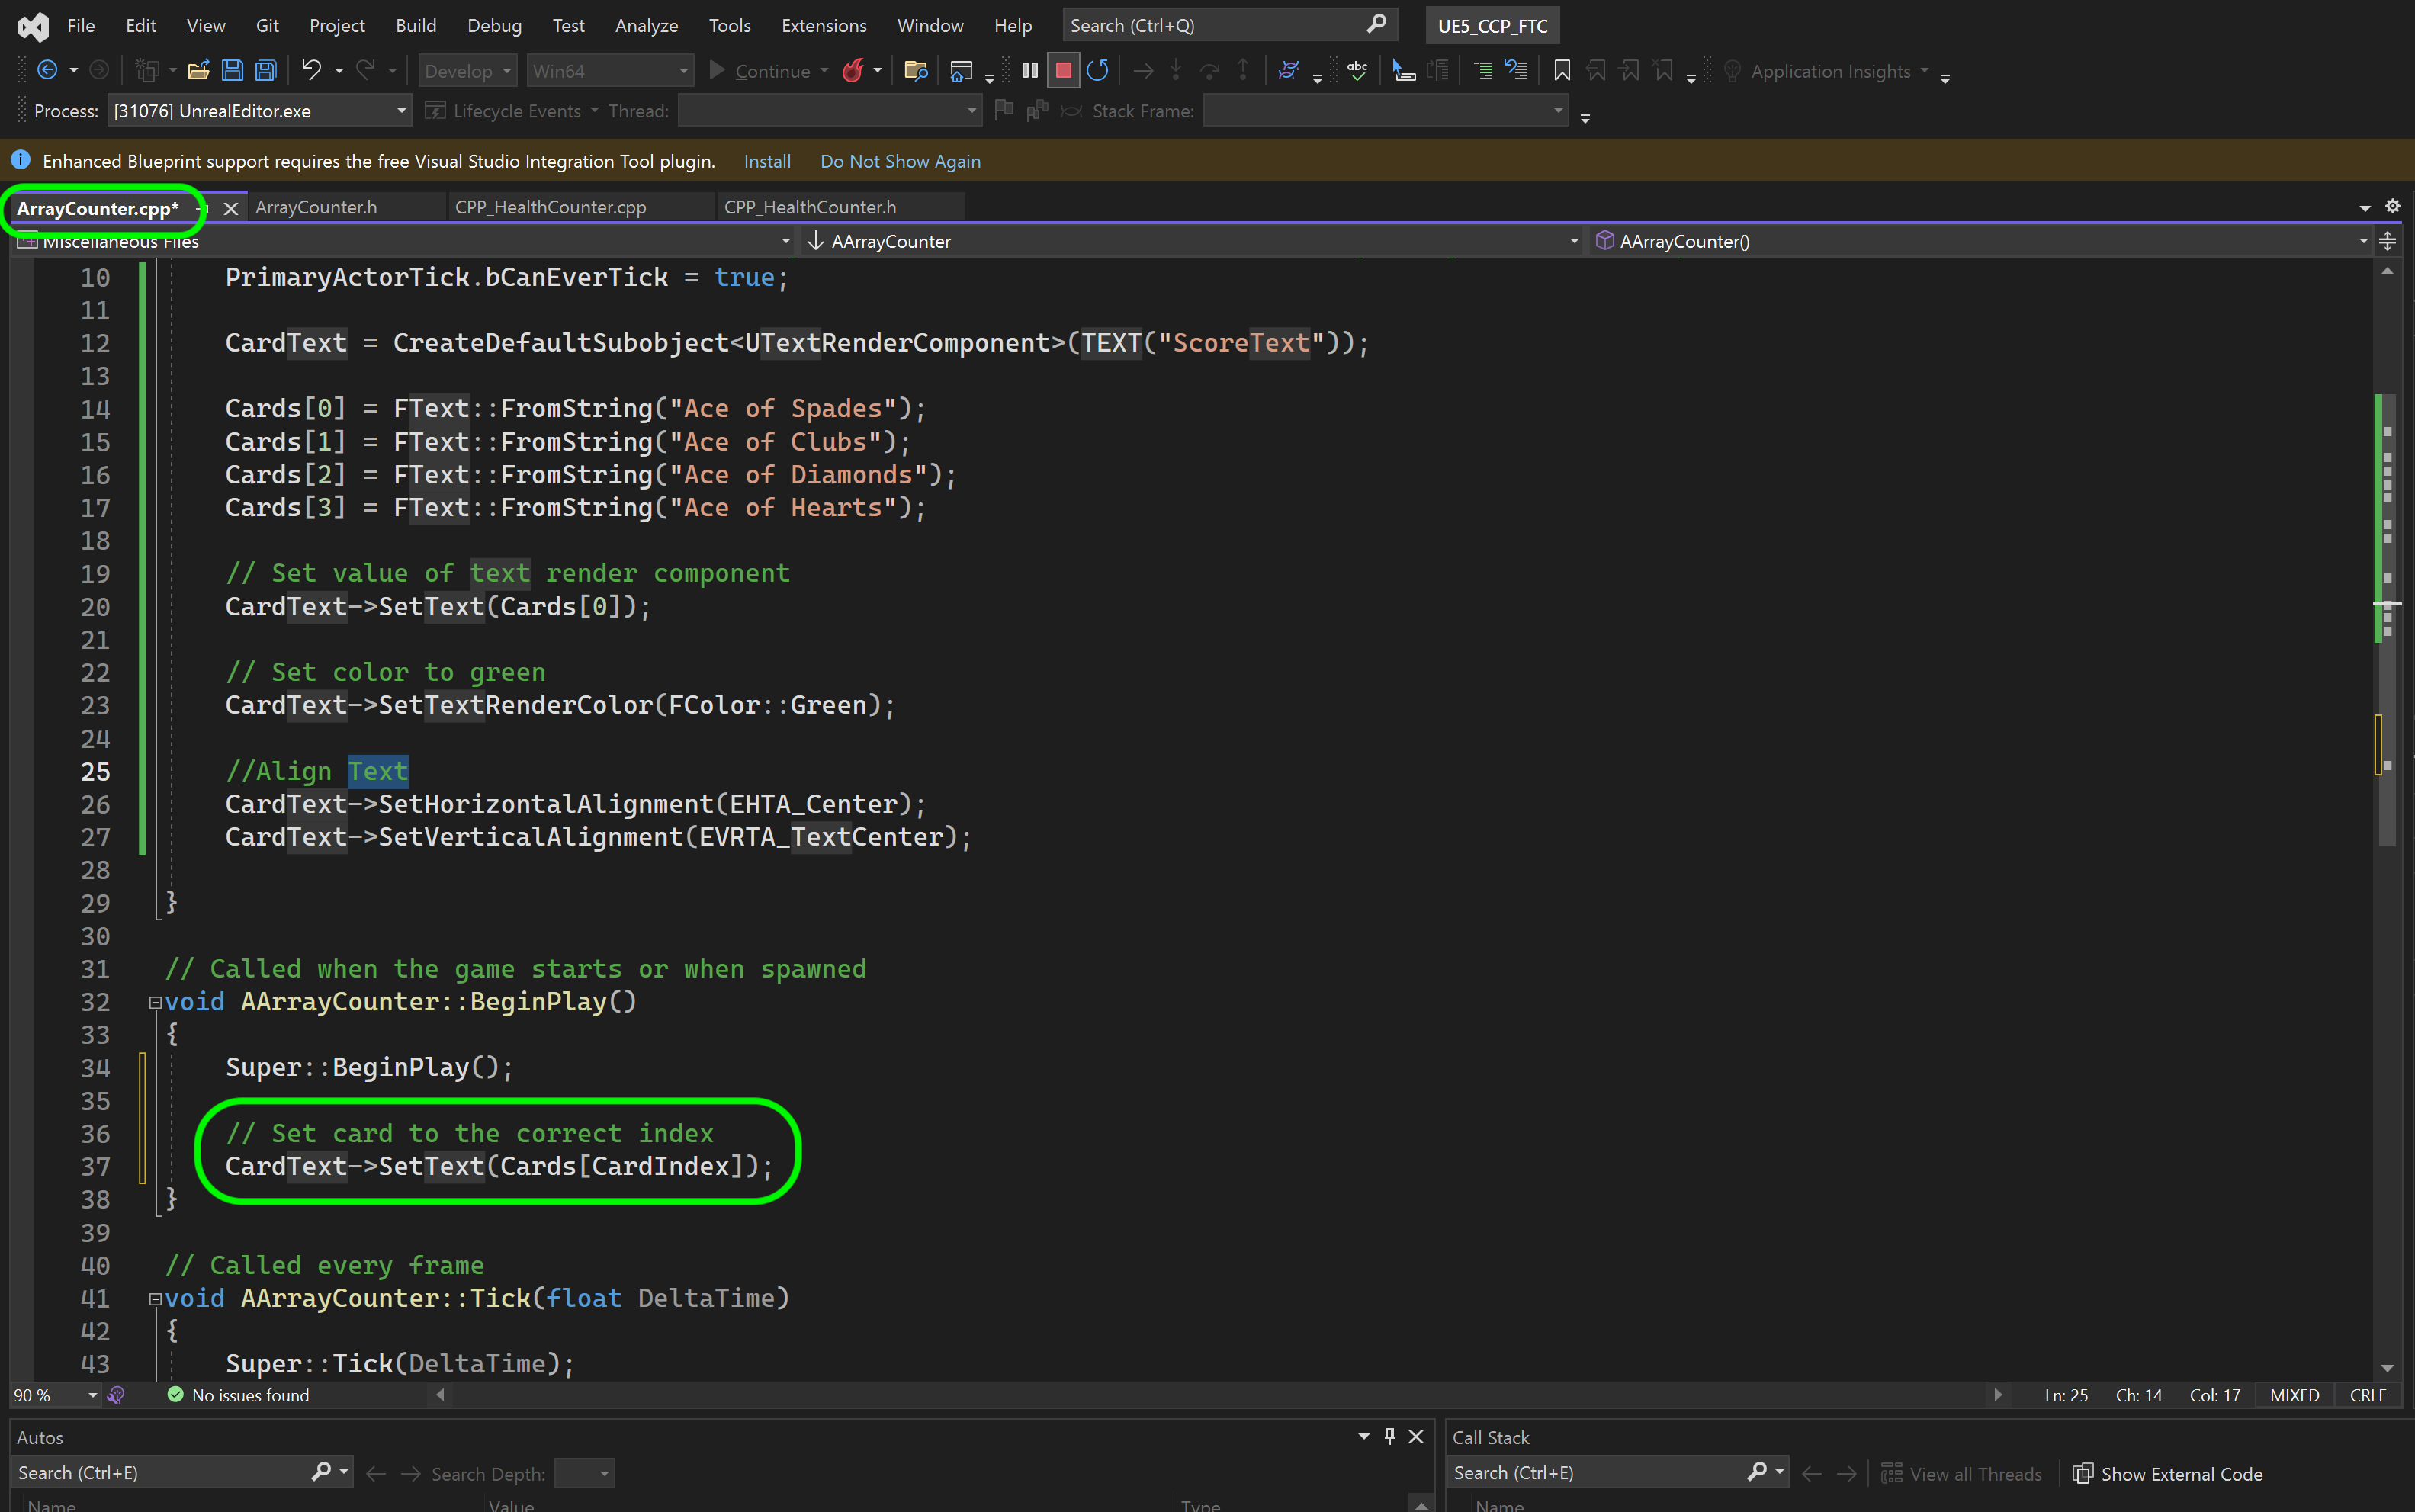 File Edit View Git Project Build Debug Test Analyze Tools Extensions Window Help Search (Ctrl+Q) UE5_CCP_FTC
Develop Win64 Continue Application Insights
Process: [31076] UnrealEditor.exe Lifecycle Events Thread: Stack Frame:
Enhanced Blueprint support requires the free Visual Studio Integration Tool plugin. Install Do Not Show Again
ArrayCounter.cpp* ArrayCounter.h CPP_HealthCounter.cpp CPP_HealthCounter.h
Miscellaneous Files AArrayCounter AArrayCounter()
10 PrimaryActorTick.bCanEverTick = true;
11
12 CardText = CreateDefaultSubobject<UTextRenderComponent>(TEXT("ScoreText"));
13
14 Cards[0] = FText::FromString("Ace of Spades");
15 Cards[1] = FText::FromString("Ace of Clubs");
16 Cards[2] = FText::FromString("Ace of Diamonds");
17 Cards[3] = FText::FromString("Ace of Hearts");
18
19 // Set value of text render component
20 CardText->SetText(Cards[0]);
21
22 // Set color to green
23 CardText->SetTextRenderColor(FColor::Green);
24
25 //Align Text
26 CardText->SetHorizontalAlignment(EHTA_Center);
27 CardText->SetVerticalAlignment(EVRTA_TextCenter);
28
29 }
30
31 // Called when the game starts or when spawned
32 void AArrayCounter::BeginPlay()
33 {
34 Super::BeginPlay();
35
36 // Set card to the correct index
37 CardText->SetText(Cards[CardIndex]);
38 }
39
40 // Called every frame
41 void AArrayCounter::Tick(float DeltaTime)
42 {
43 Super::Tick(DeltaTime);
90 % No issues found Ln: 25 Ch: 14 Col: 17 MIXED CRLF
Autos Call Stack
Search (Ctrl+E) Search Depth: Search (Ctrl+E) View all Threads Show External Code
Name Value Type Name